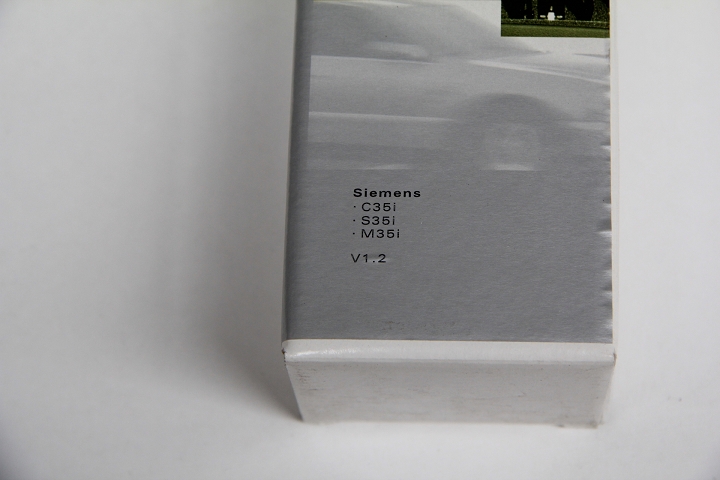 Siemens
· C35i
· S35i
· M35i
V1.2